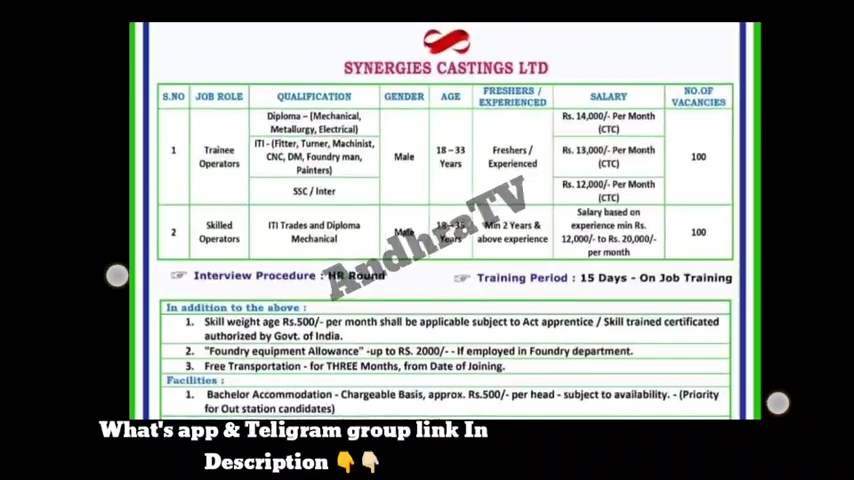 SYNERGIES CASTINGS LTD
S.NO JOB ROLE QUALIFICATION GENDER AGE FRESHERS / EXPERIENCED SALARY NO.OF VACANCIES
1 Trainee Operators
Diploma – (Mechanical, Metallurgy, Electrical)
ITI - (Fitter, Turner, Machinist, CNC, DM, Foundry man, Painters)
SSC / Inter
Male
18 – 33 Years
Freshers / Experienced
Rs. 14,000/- Per Month (CTC)
Rs. 13,000/- Per Month (CTC)
Rs. 12,000/- Per Month (CTC)
100
2 Skilled Operators
ITI Trades and Diploma Mechanical
Male
18 – 35 Years
Min 2 Years & above experience
Salary based on experience min Rs. 12,000/- to Rs. 20,000/- per month
100
AndhraTV
Interview Procedure : HR Round
Training Period : 15 Days - On Job Training
In addition to the above :
1. Skill weight age Rs.500/- per month shall be applicable subject to Act apprentice / Skill trained certificated
authorized by Govt. of India.
2. "Foundry equipment Allowance" -up to RS. 2000/- - If employed in Foundry department.
3. Free Transportation - for THREE Months, from Date of Joining.
Facilities :
1. Bachelor Accommodation - Chargeable Basis, approx. Rs.500/- per head - subject to availability. - (Priority
for Out station candidates)
What's app & Teligram group link In
Description 👇👇🏻